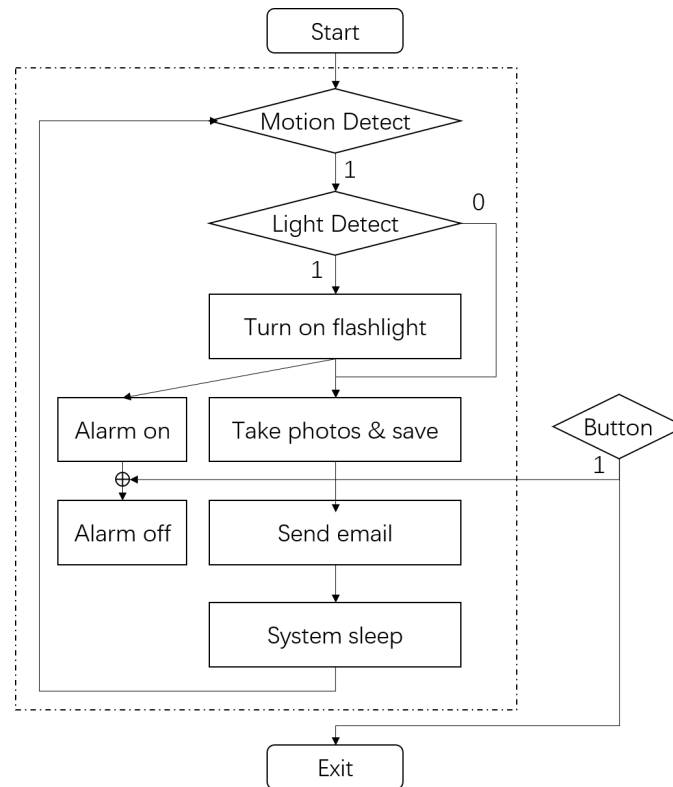 Start
Motion Detect
1
0
Light Detect
1
Turn on flashlight
Alarm on
Take photos & save
Button
1
Alarm off
Send email
System sleep
Exit